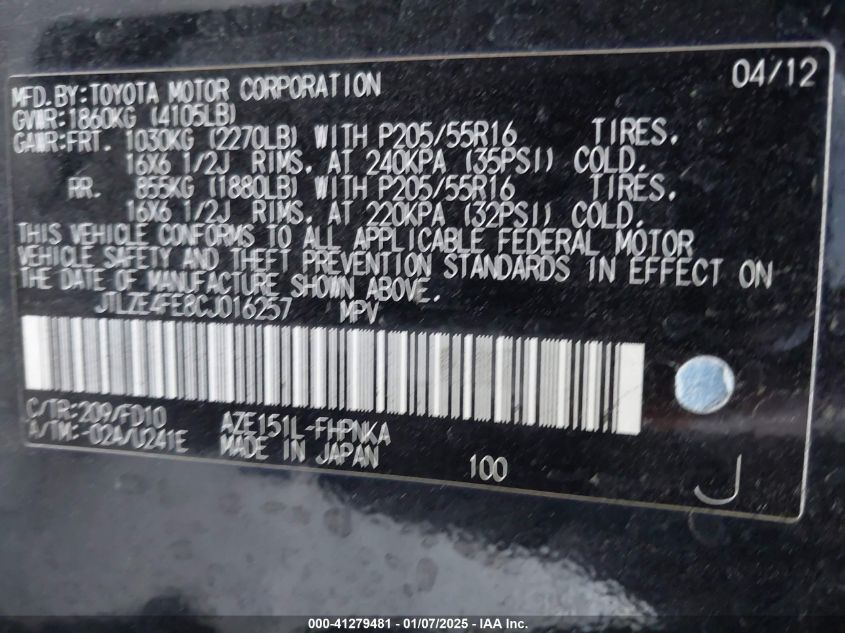 04/12
MFD.BY:TOYOTA MOTOR CORPORATION
GVWR:1860KG (4105LB)
GAWR:FRT. 1030KG (2270LB) WITH P205/55R16 TIRES.
16X6 1/2J RIMS. AT 240KPA (35PSI) COLD.
RR. 855KG (1880LB) WITH P205/55R16 TIRES.
16X6 1/2J RIMS. AT 220KPA (32PSI) COLD.
THIS VEHICLE CONFORMS TO ALL APPLICABLE FEDERAL MOTOR
VEHICLE SAFETY AND THEFT PREVENTION STANDARDS IN EFFECT ON
THE DATE OF MANUFACTURE SHOWN ABOVE.
JTLZE4FE8CJ016257 MPV
C/TR:209/FD10 AZE151L-FHPNKA
A/TM:-02A/U241E MADE IN JAPAN 100
J
000-41279481 - 01/07/2025 - IAA Inc.